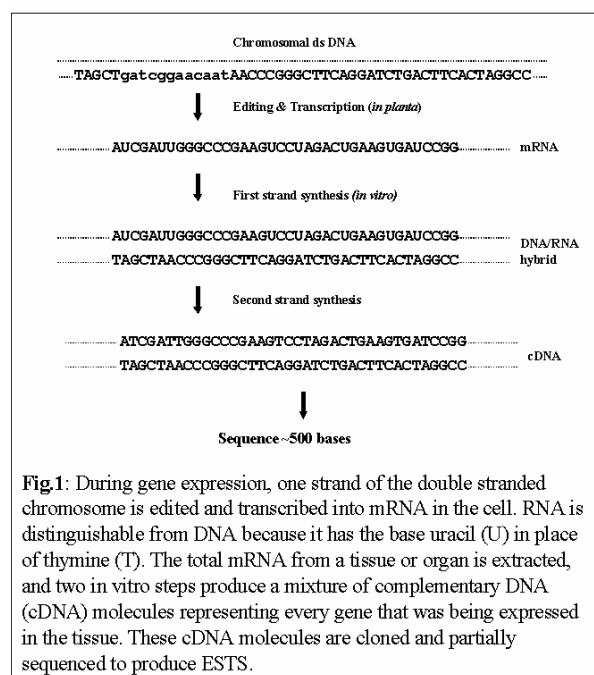 Chromosomal ds DNA
TAGCTgatcggaacaatAACCCGGGCTTCAGGATCTGACTTCACTAGGCC
Editing & Transcription (in planta)
AUCGAUUGGGCCCGAAGUCCUAGACUGAAGUGAUCCGG
mRNA
First strand synthesis (in vitro)
AUCGAUUGGGCCCGAAGUCCUAGACUGAAGUGAUCCGG
DNA/RNA
TAGCTAACCCGGGCTTCAGGATCTGACTTCACTAGGCC
hybrid
Second strand synthesis
ATCGATTGGGCCCGAAGTCCTAGACTGAAGTGATCCGG
cDNA
TAGCTAACCCGGGCTTCAGGATCTGACTTCACTAGGCC
Sequence ~500 bases
Fig.1: During gene expression, one strand of the double stranded
chromosome is edited and transcribed into mRNA in the cell. RNA is
distinguishable from DNA because it has the base uracil (U) in place
of thymine (T). The total mRNA from a tissue or organ is extracted,
and two in vitro steps produce a mixture of complementary DNA
(cDNA) molecules representing every gene that was being expressed
in the tissue. These cDNA molecules are cloned and partially
sequenced to produce ESTS.